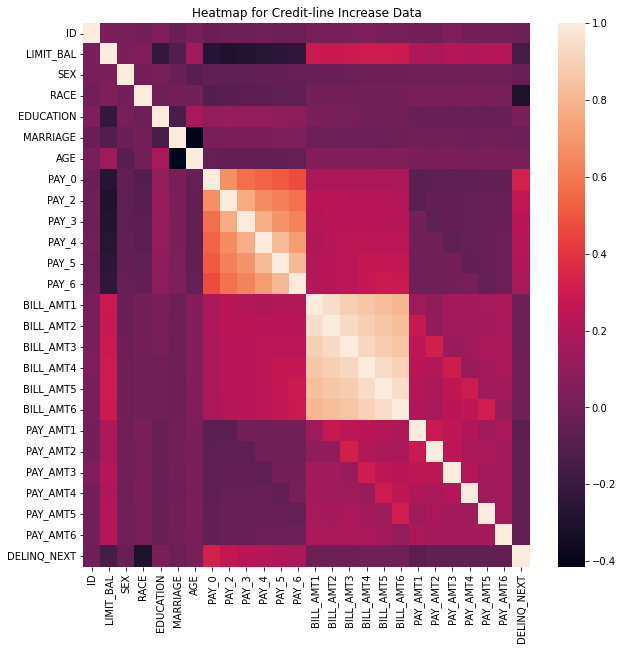 Heatmap for Credit-line Increase Data
ID
LIMIT_BAL
SEX
RACE
EDUCATION
MARRIAGE
AGE
PAY_0
PAY_2
PAY_3
PAY_4
PAY_5
PAY_6
BILL_AMT1
BILL_AMT2
BILL_AMT3
BILL_AMT4
BILL_AMT5
BILL_AMT6
PAY_AMT1
PAY_AMT2
PAY_AMT3
PAY_AMT4
PAY_AMT5
PAY_AMT6
DELINQ_NEXT
ID
LIMIT_BAL
SEX
RACE
EDUCATION
MARRIAGE
AGE
PAY_0
PAY_2
PAY_3
PAY_4
PAY_5
PAY_6
BILL_AMT1
BILL_AMT2
BILL_AMT3
BILL_AMT4
BILL_AMT5
BILL_AMT6
PAY_AMT1
PAY_AMT2
PAY_AMT3
PAY_AMT4
PAY_AMT5
PAY_AMT6
DELINQ_NEXT
1.0
0.8
0.6
0.4
0.2
0.0
−0.2
−0.4